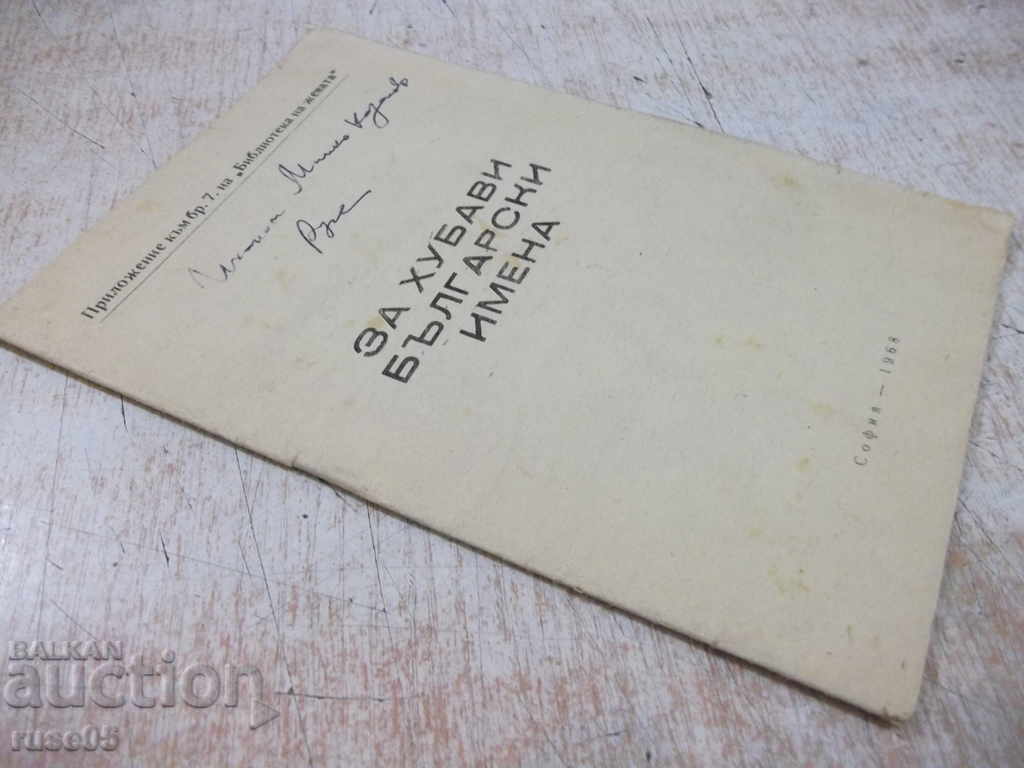 Приложение към бр. 7. на „Библиотека на жената“
ЗА ХУБАВИ
БЪЛГАРСКИ
ИМЕНА
София — 1968
BALKAN
auction
ruse05